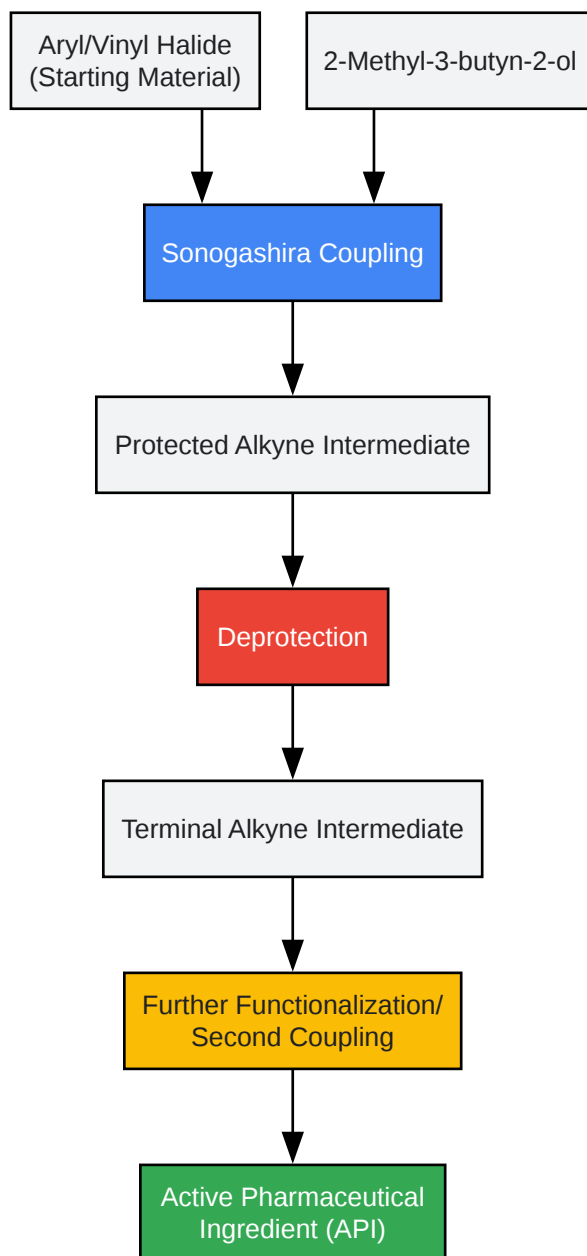 Aryl/Vinyl Halide
(Starting Material)
2-Methyl-3-butyn-2-ol
Sonogashira Coupling
Protected Alkyne Intermediate
Deprotection
Terminal Alkyne Intermediate
Further Functionalization/
Second Coupling
Active Pharmaceutical
Ingredient (API)